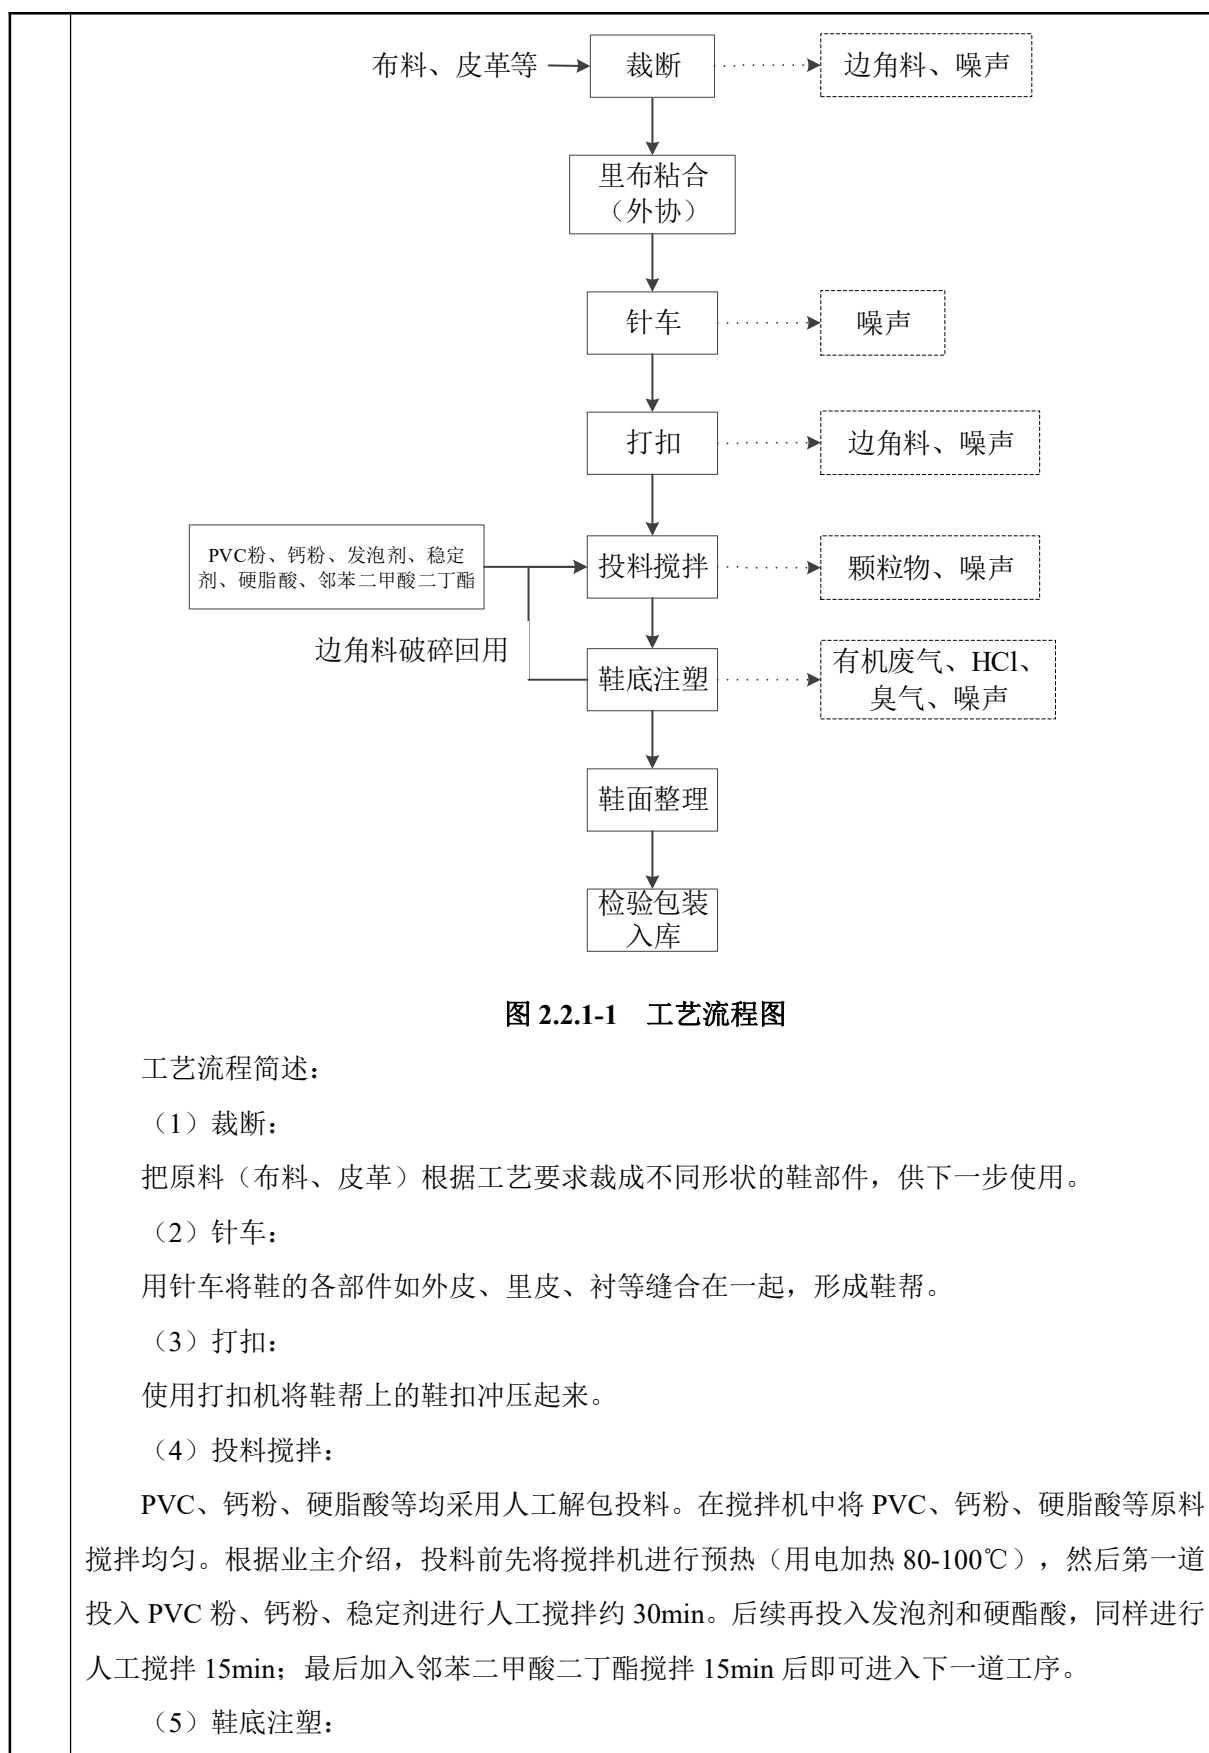 布料、皮革等
裁断
边角料、噪声
里布粘合
（外协）
针车
噪声
打扣
边角料、噪声
PVC粉、钙粉、发泡剂、稳定
剂、硬脂酸、邻苯二甲酸二丁酯
投料搅拌
颗粒物、噪声
边角料破碎回用
鞋底注塑
有机废气、HCl、
臭气、噪声
鞋面整理
检验包装
入库
图 2.2.1-1 工艺流程图
工艺流程简述：
（1）裁断：
把原料（布料、皮革）根据工艺要求裁成不同形状的鞋部件，供下一步使用。
（2）针车：
用针车将鞋的各部件如外皮、里皮、衬等缝合在一起，形成鞋帮。
（3）打扣：
使用打扣机将鞋帮上的鞋扣冲压起来。
（4）投料搅拌：
PVC、钙粉、硬脂酸等均采用人工解包投料。在搅拌机中将 PVC、钙粉、硬脂酸等原料
搅拌均匀。根据业主介绍，投料前先将搅拌机进行预热（用电加热 80-100℃），然后第一道
投入 PVC 粉、钙粉、稳定剂进行人工搅拌约 30min。后续再投入发泡剂和硬酯酸，同样进行
人工搅拌 15min；最后加入邻苯二甲酸二丁酯搅拌 15min 后即可进入下一道工序。
（5）鞋底注塑：